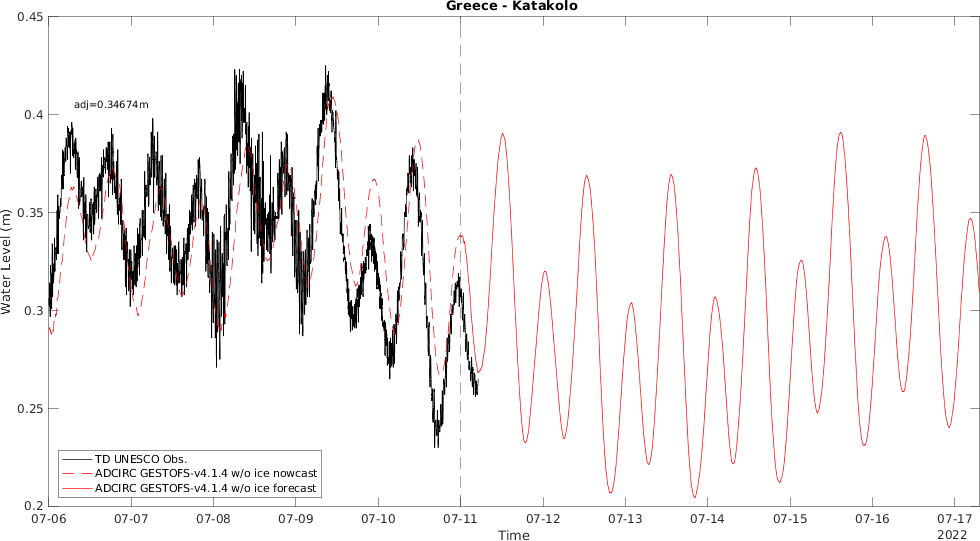 Greece - Katakolo
0.45
0.4
0.35
0.3
0.25
0.2
Water Level (m)
adj=0.34674m
TD UNESCO Obs.
ADCIRC GESTOFS-v4.1.4 w/o ice nowcast
ADCIRC GESTOFS-v4.1.4 w/o ice forecast
07-06 07-07 07-08 07-09 07-10 07-11 07-12 07-13 07-14 07-15 07-16 07-17
Time
2022